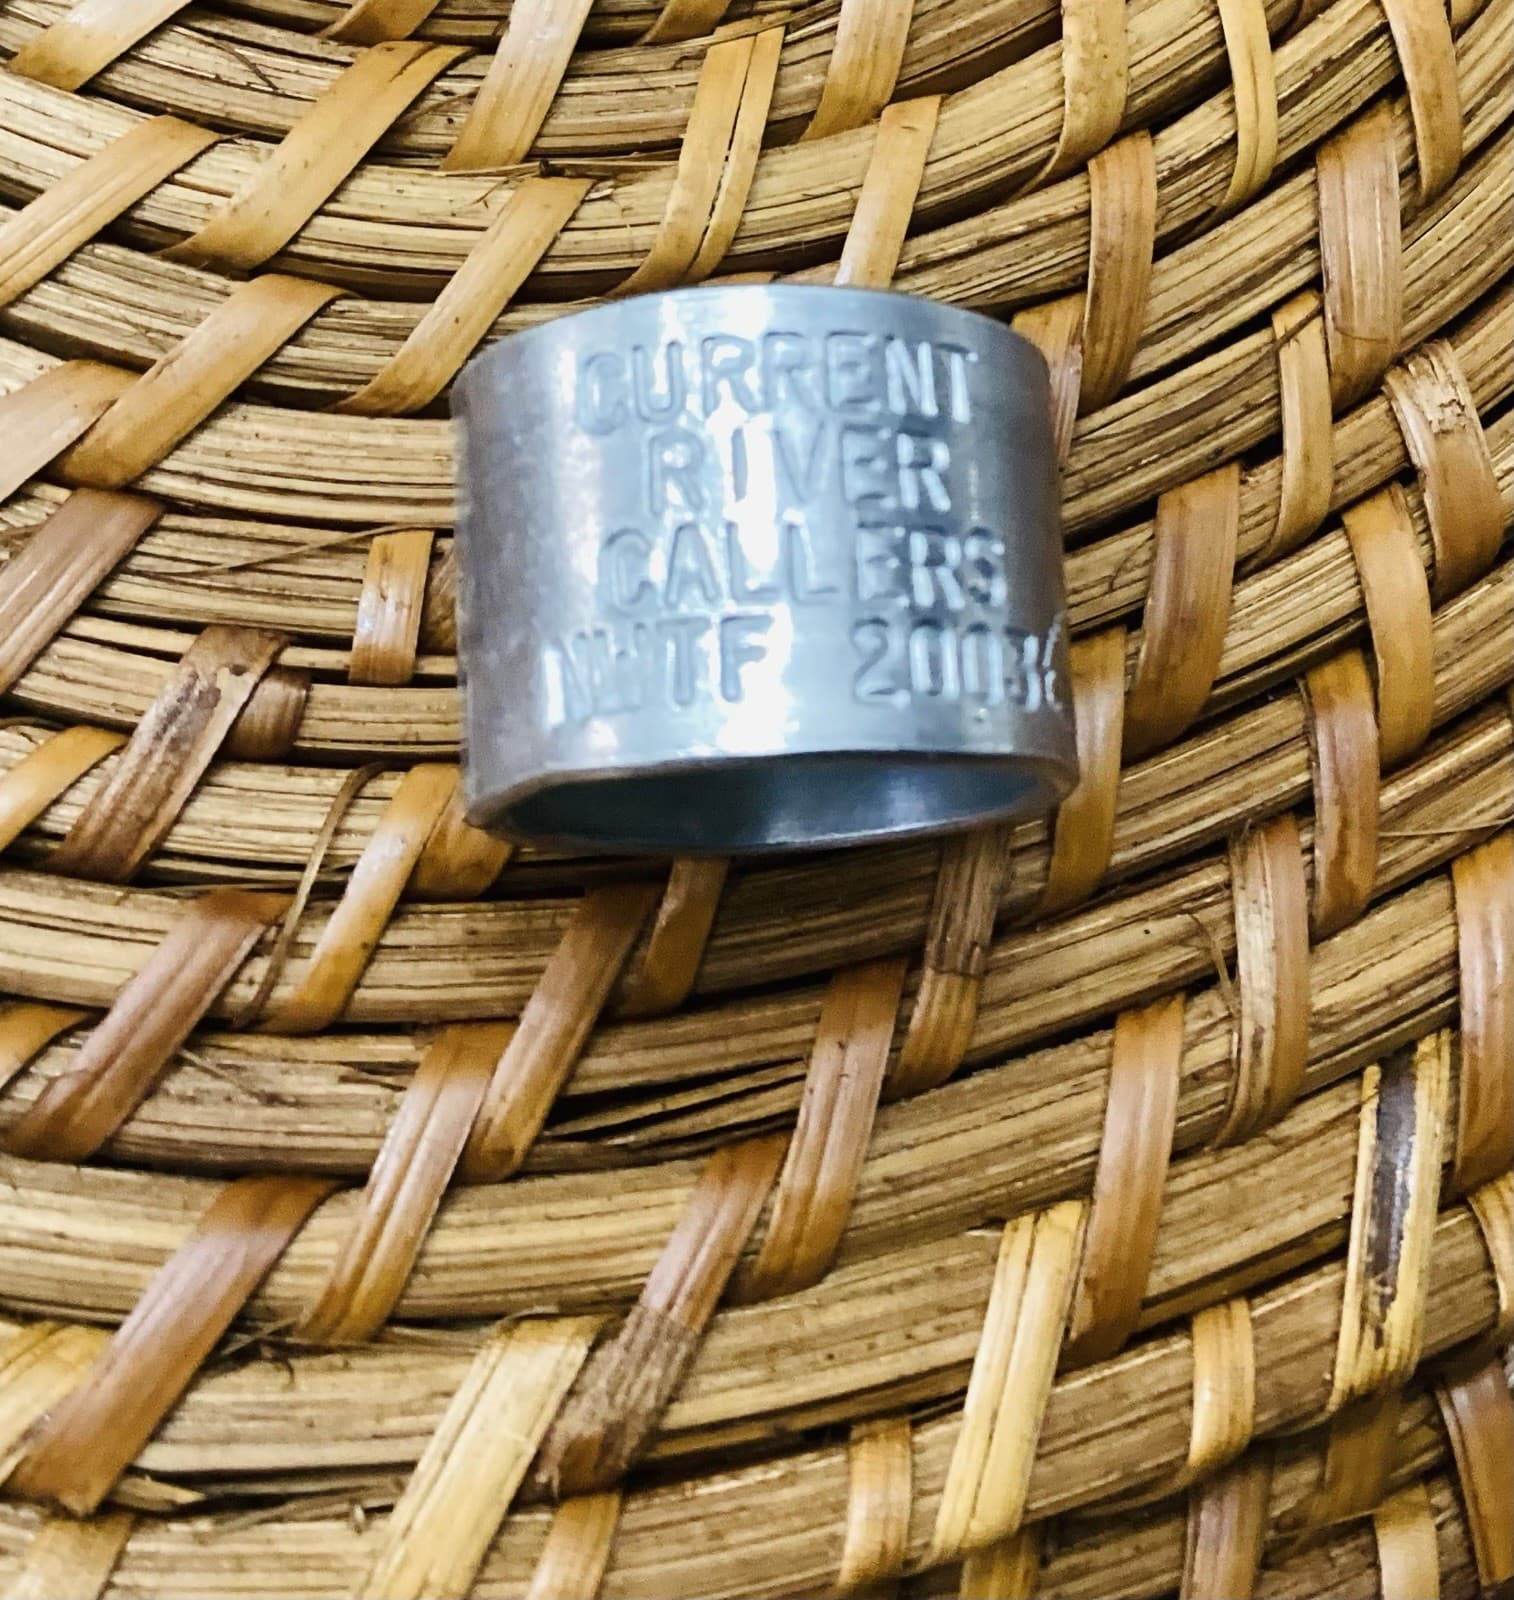 CURRENT
RIVER
CALLERS
NWTF 2003